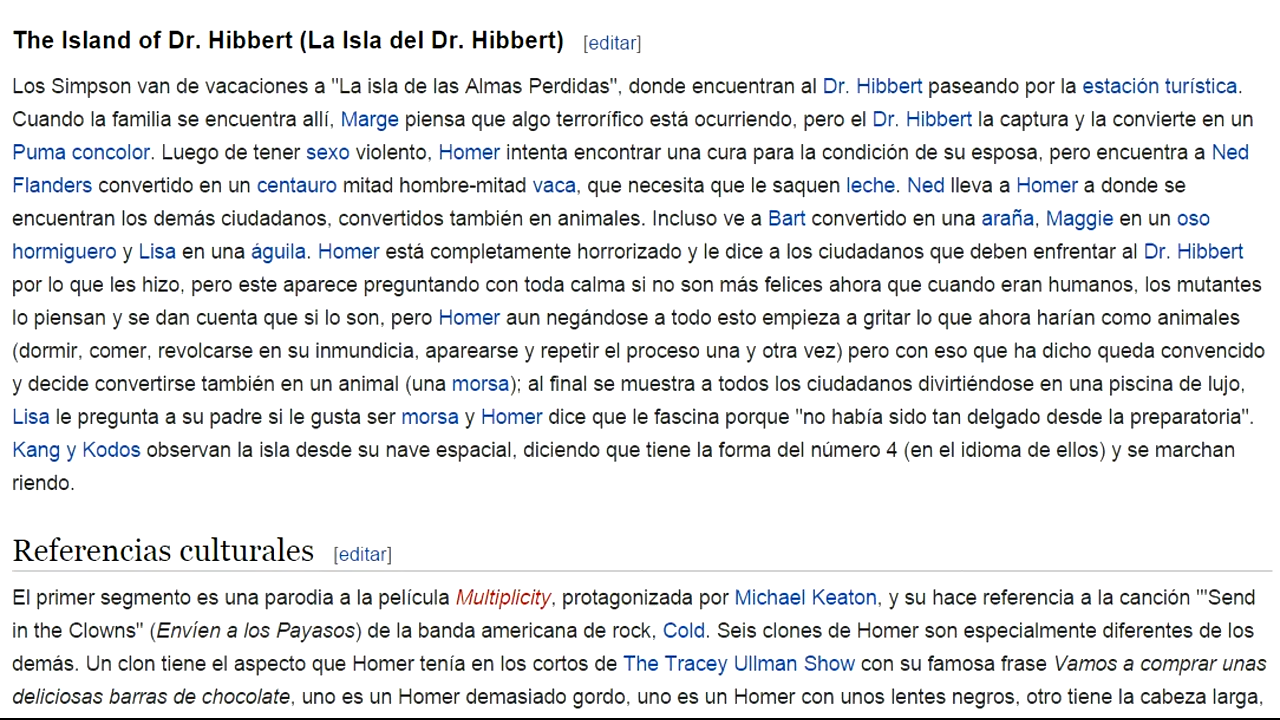 The Island of Dr. Hibbert (La Isla del Dr. Hibbert) [editar]
Los Simpson van de vacaciones a "La isla de las Almas Perdidas", donde encuentran al Dr. Hibbert paseando por la estación turística.
Cuando la familia se encuentra allí, Marge piensa que algo terrorífico está ocurriendo, pero el Dr. Hibbert la captura y la convierte en un
Puma concolor. Luego de tener sexo violento, Homer intenta encontrar una cura para la condición de su esposa, pero encuentra a Ned
Flanders convertido en un centauro mitad hombre-mitad vaca, que necesita que le saquen leche. Ned lleva a Homer a donde se
encuentran los demás ciudadanos, convertidos también en animales. Incluso ve a Bart convertido en una araña, Maggie en un oso
hormiguero y Lisa en una águila. Homer está completamente horrorizado y le dice a los ciudadanos que deben enfrentar al Dr. Hibbert
por lo que les hizo, pero este aparece preguntando con toda calma si no son más felices ahora que cuando eran humanos, los mutantes
lo piensan y se dan cuenta que si lo son, pero Homer aun negándose a todo esto empieza a gritar lo que ahora harían como animales
(dormir, comer, revolcarse en su inmundicia, aparearse y repetir el proceso una y otra vez) pero con eso que ha dicho queda convencido
y decide convertirse también en un animal (una morsa); al final se muestra a todos los ciudadanos divirtiéndose en una piscina de lujo,
Lisa le pregunta a su padre si le gusta ser morsa y Homer dice que le fascina porque "no había sido tan delgado desde la preparatoria".
Kang y Kodos observan la isla desde su nave espacial, diciendo que tiene la forma del número 4 (en el idioma de ellos) y se marchan
riendo.
Referencias culturales [editar]
El primer segmento es una parodia a la película Multiplicity, protagonizada por Michael Keaton, y su hace referencia a la canción '"Send
in the Clowns" (Envíen a los Payasos) de la banda americana de rock, Cold. Seis clones de Homer son especialmente diferentes de los
demás. Un clon tiene el aspecto que Homer tenía en los cortos de The Tracey Ullman Show con su famosa frase Vamos a comprar unas
deliciosas barras de chocolate, uno es un Homer demasiado gordo, uno es un Homer con unos lentes negros, otro tiene la cabeza larga,